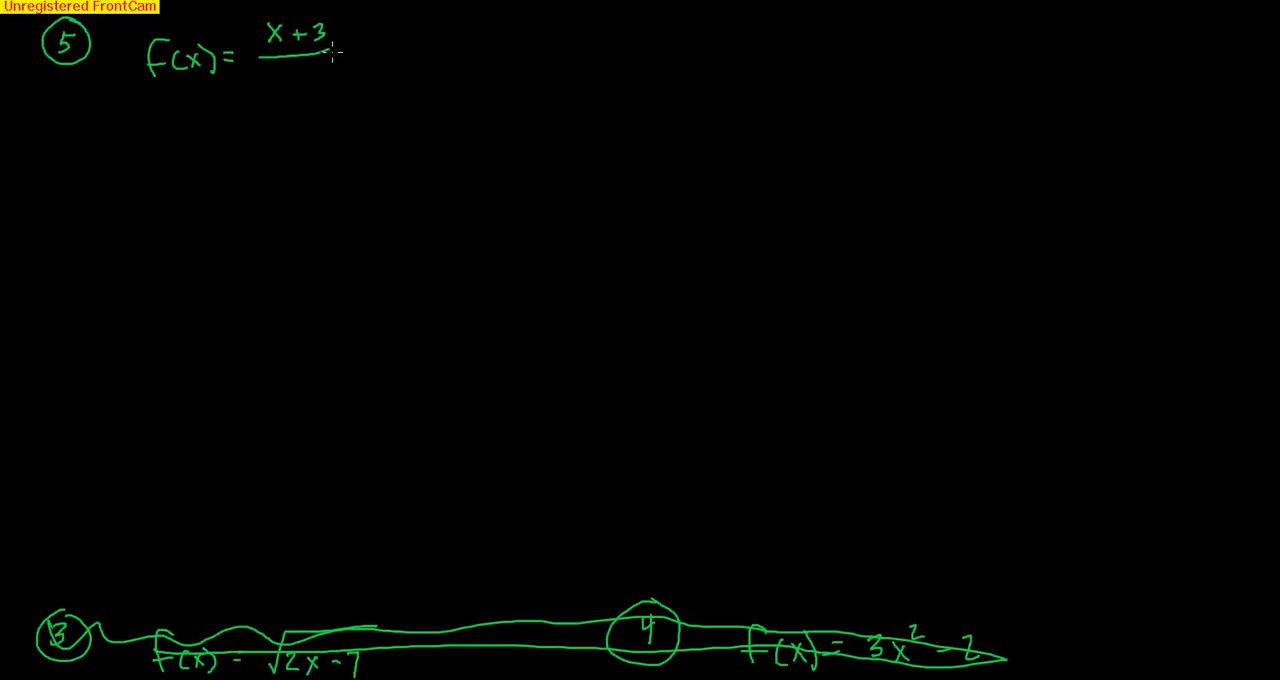 Unregistered FrontCam
5 f(x) = x + 3
3 f(x) = √2x - 7 4 f(x) = 3x² - 2